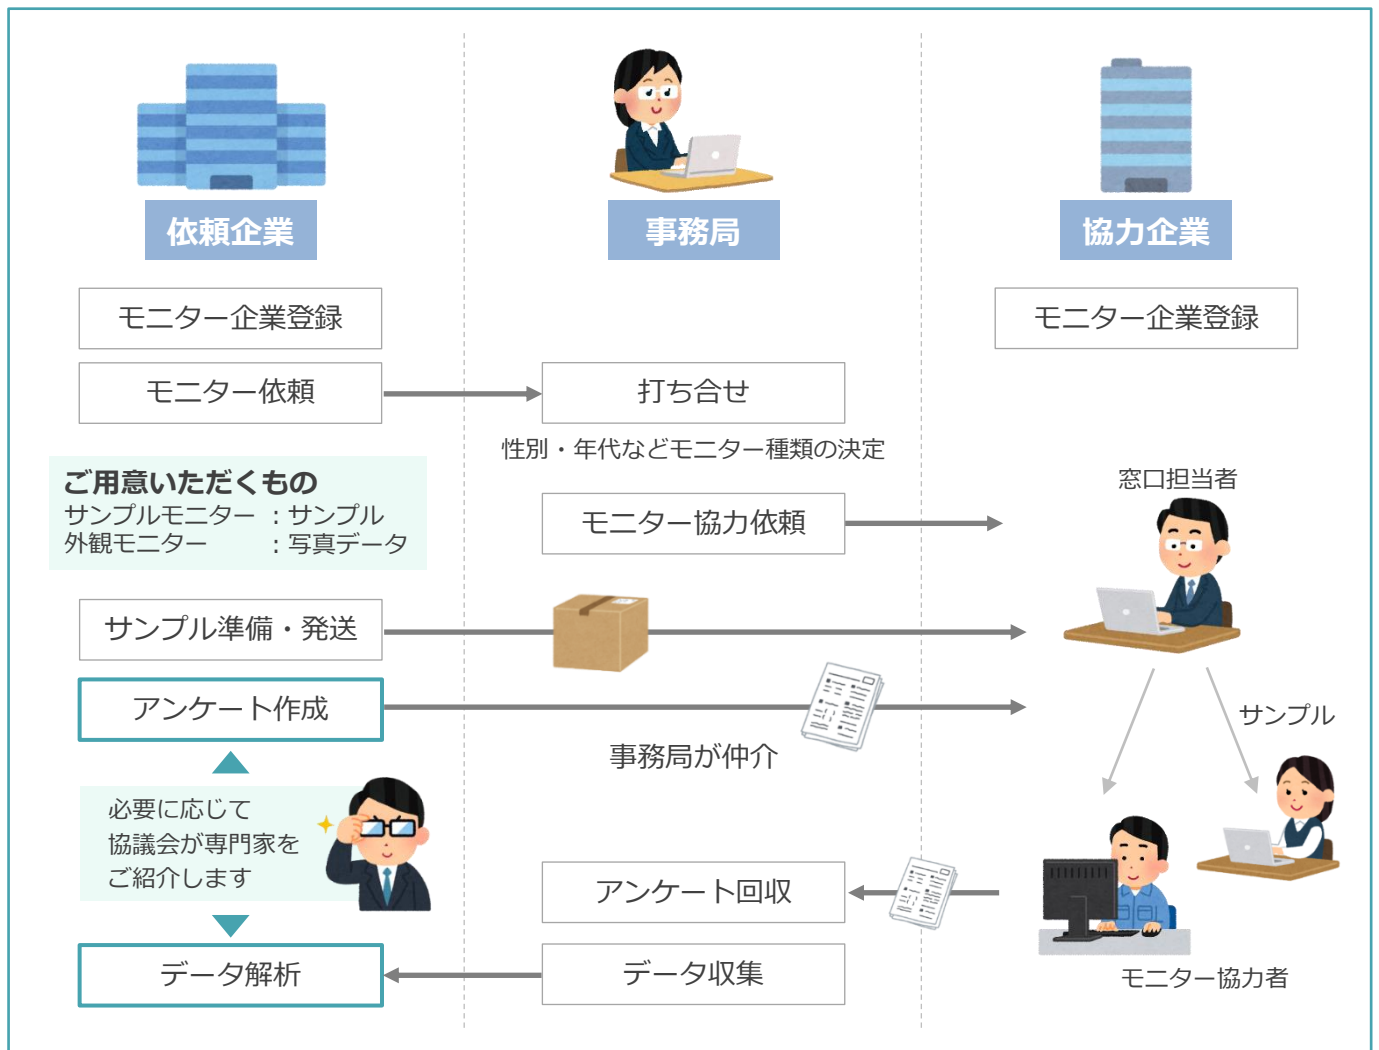 依頼企業
事務局
協力企業
モニター企業登録
モニター企業登録
モニター依頼
打ち合せ
性別・年代などモニター種類の決定
ご用意いただくもの
サンプルモニター ：サンプル
外観モニター ：写真データ
モニター協力依頼
窓口担当者
サンプル準備・発送
アンケート作成
サンプル
事務局が仲介
必要に応じて
協議会が専門家を
ご紹介します
アンケート回収
データ解析
データ収集
モニター協力者